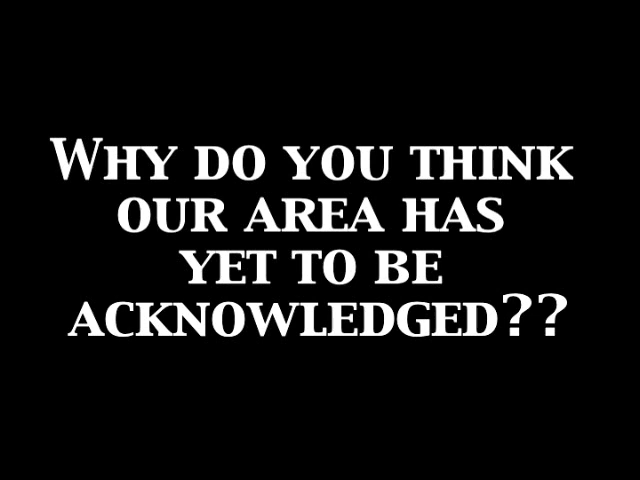 Why do you think
our area has
yet to be
acknowledged??